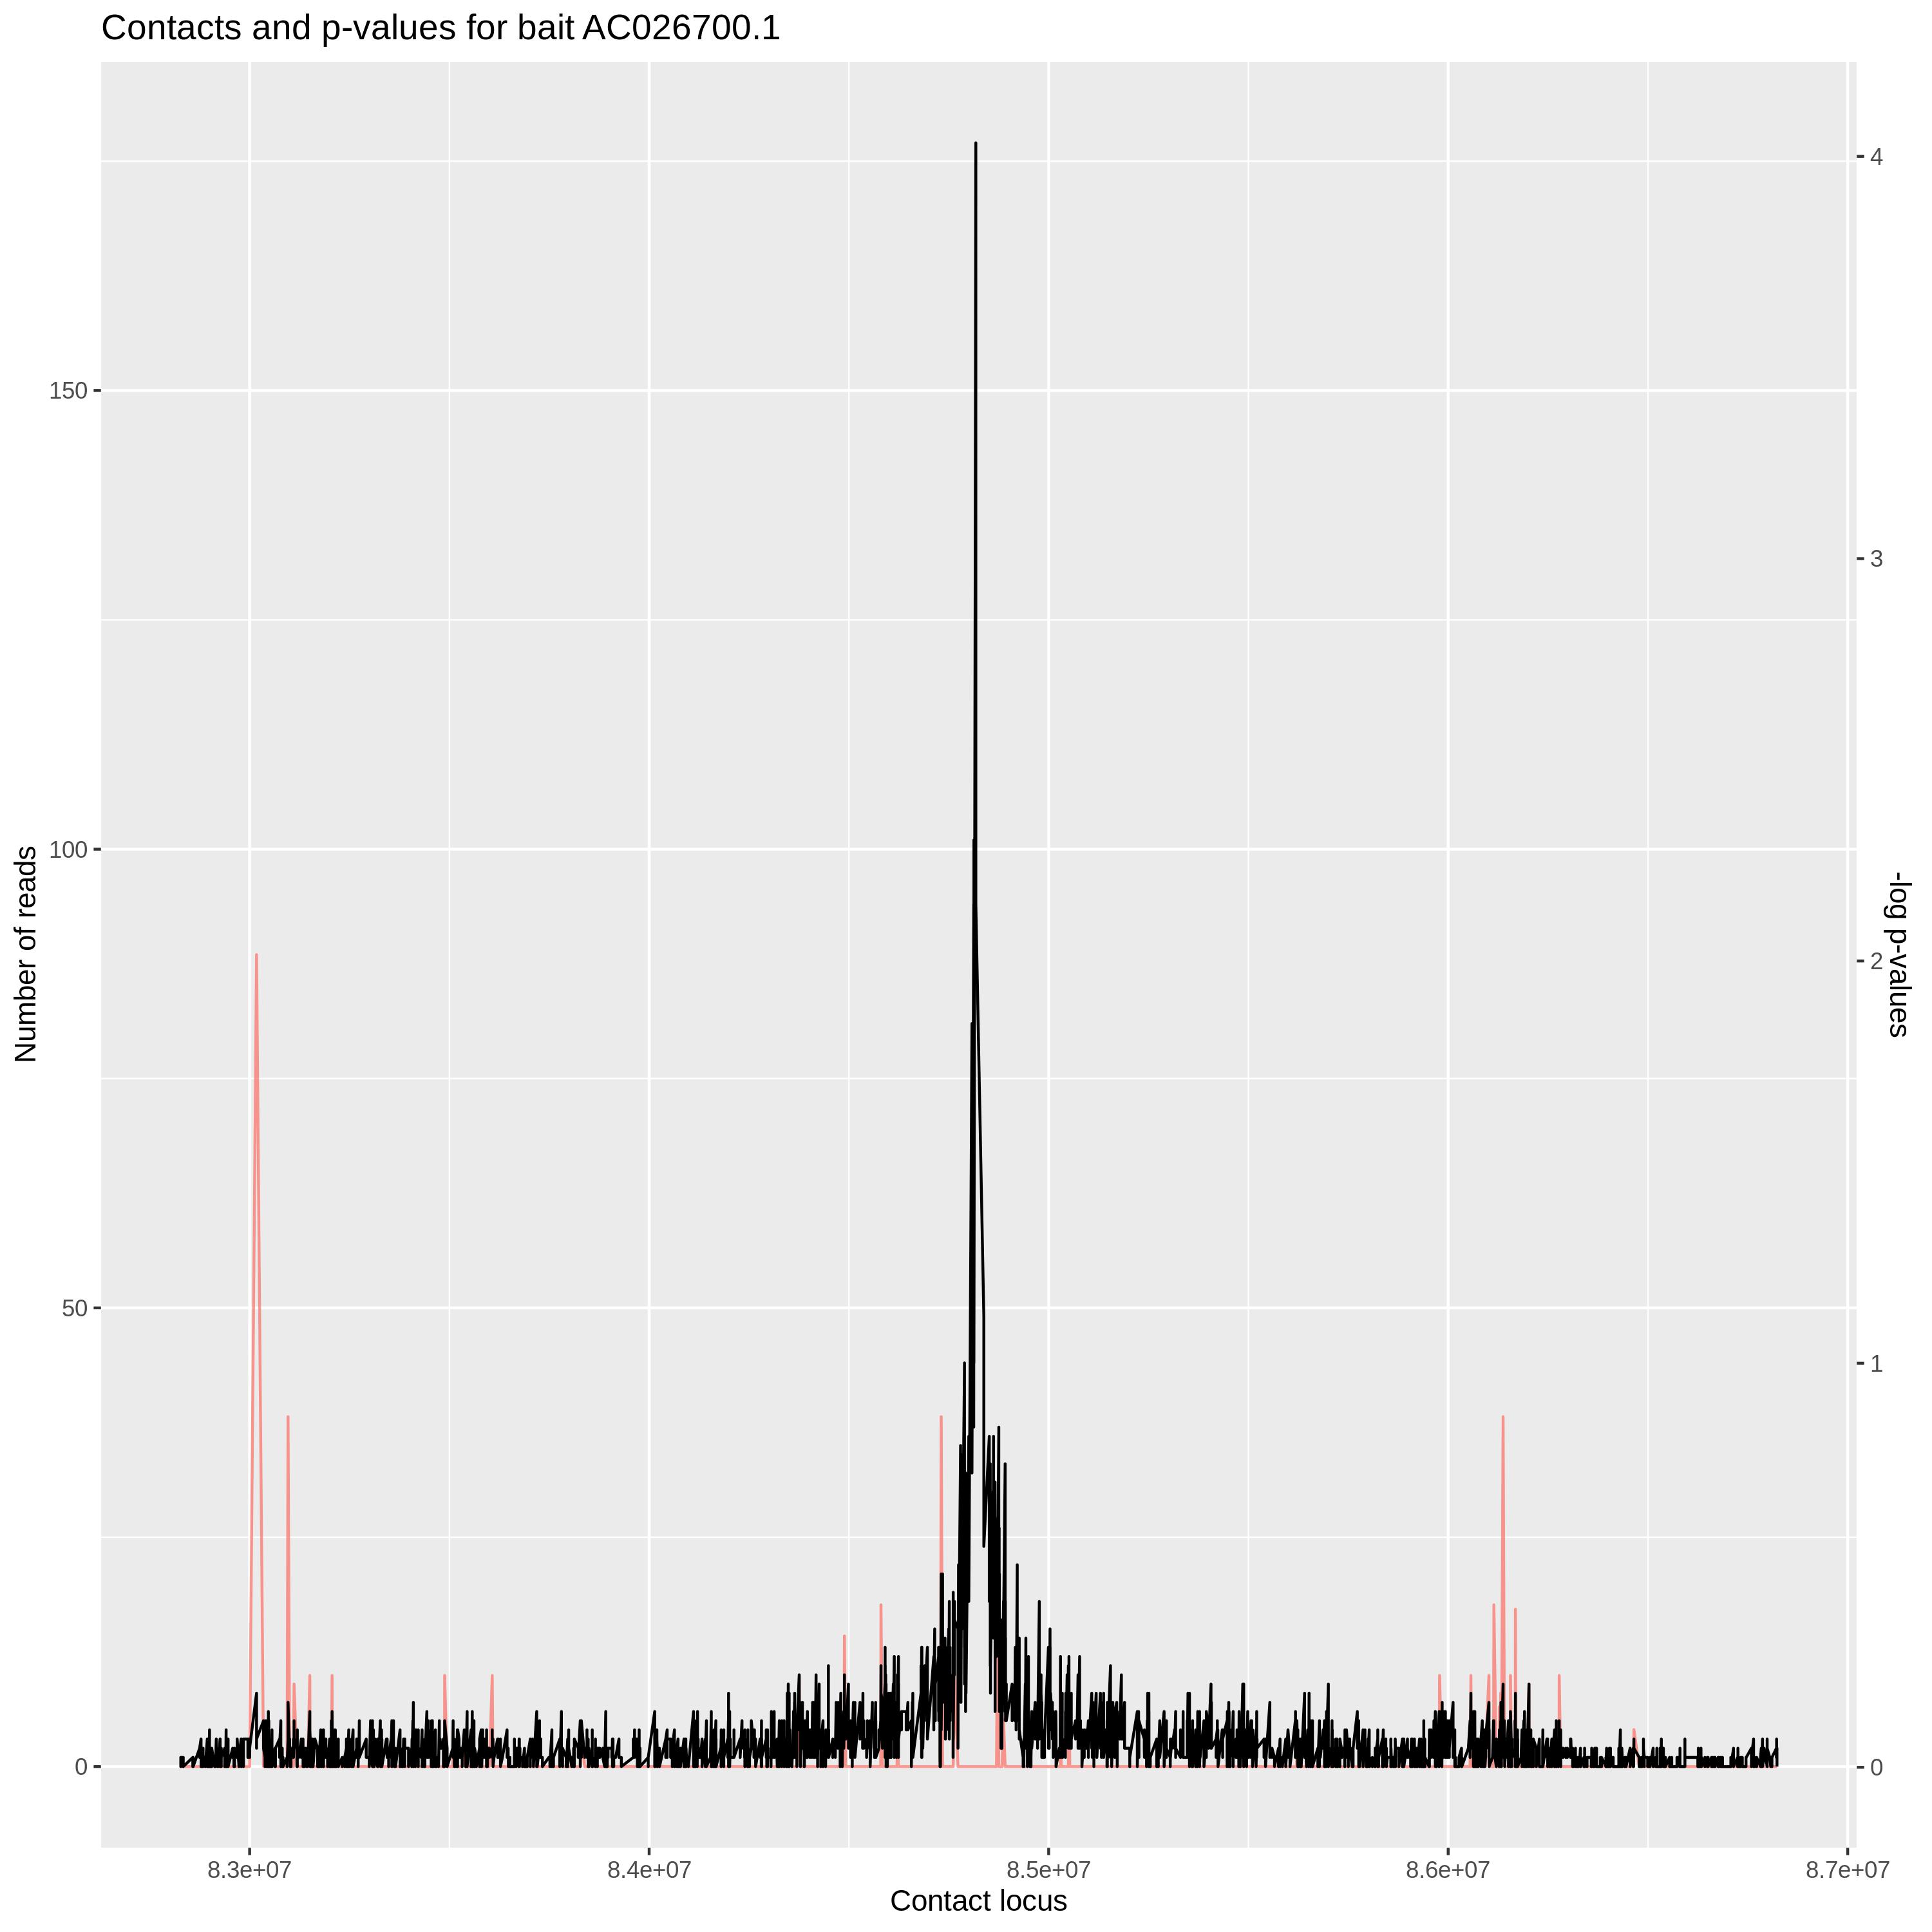 Contacts and p-values for bait AC026700.1
Number of reads
150
100
50
0
4
3
2
1
0
-log p-values
8.3e+07
8.4e+07
8.5e+07
8.6e+07
8.7e+07
Contact locus